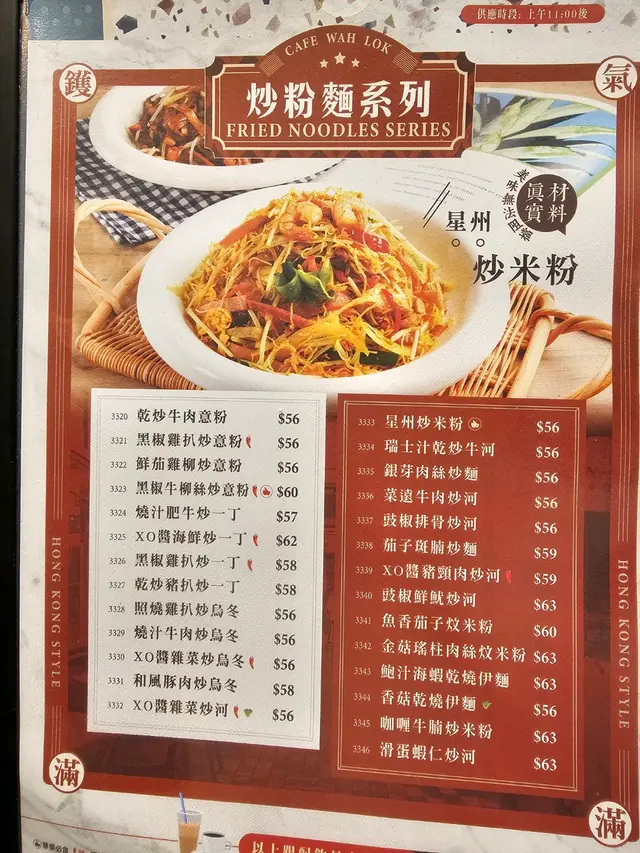 供應時段: 上午11:00後
CAFE WAH LOK
炒粉麵系列
FRIED NOODLES SERIES
鑊
氣
美味無法阻擋
真材實料
星州
炒米粉
3320 乾炒牛肉意粉 $56
3321 黑椒雞扒炒意粉 $56
3322 鮮茄雞柳炒意粉 $56
3323 黑椒牛柳絲炒意粉 $60
3324 燒汁肥牛炒一丁 $57
3325 XO醬海鮮炒一丁 $62
3326 黑椒雞扒炒一丁 $58
3327 乾炒豬扒炒一丁 $58
3328 照燒雞扒炒烏冬 $56
3329 燒汁牛肉炒烏冬 $56
3330 XO醬雜菜炒烏冬 $56
3331 和風豚肉炒烏冬 $58
3332 XO醬雜菜炒河 $56
3333 星州炒米粉 $56
3334 瑞士汁乾炒牛河 $56
3335 銀芽肉絲炒麵 $56
3336 菜遠牛肉炒河 $56
3337 豉椒排骨炒河 $56
3338 茄子斑腩炒麵 $59
3339 XO醬豬頸肉炒河 $59
3340 豉椒鮮魷炒河 $63
3341 魚香茄子炆米粉 $60
3342 金菇瑤柱肉絲炆米粉 $63
3343 鮑汁海蝦乾燒伊麵 $63
3344 香菇乾燒伊麵 $56
3345 咖喱牛腩炒米粉 $63
3346 滑蛋蝦仁炒河 $63
HONG KONG STYLE
HONG KONG STYLE
滿
滿